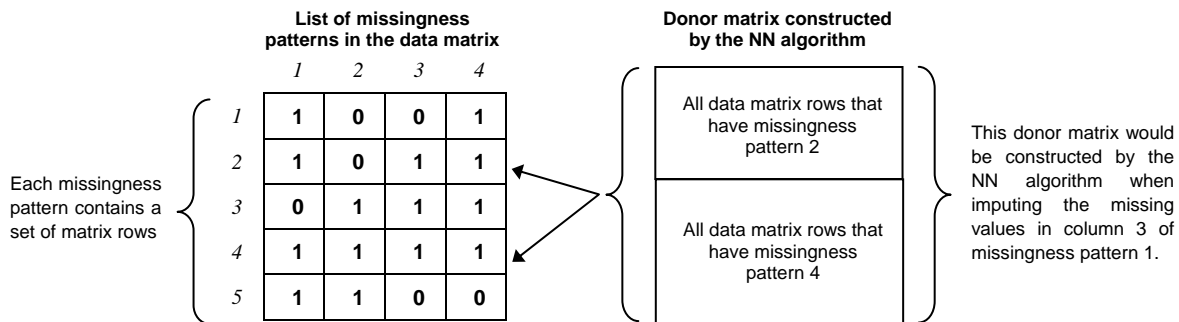 List of missingness
patterns in the data matrix
1 2 3 4
1 1 0 0 1
2 1 0 1 1
3 0 1 1 1
4 1 1 1 1
5 1 1 0 0
Each missingness
pattern contains a
set of matrix rows
Donor matrix constructed
by the NN algorithm
All data matrix rows that
have missingness
pattern 2
All data matrix rows that
have missingness
pattern 4
This donor matrix would
be constructed by the
NN algorithm when
imputing the missing
values in column 3 of
missingness pattern 1.